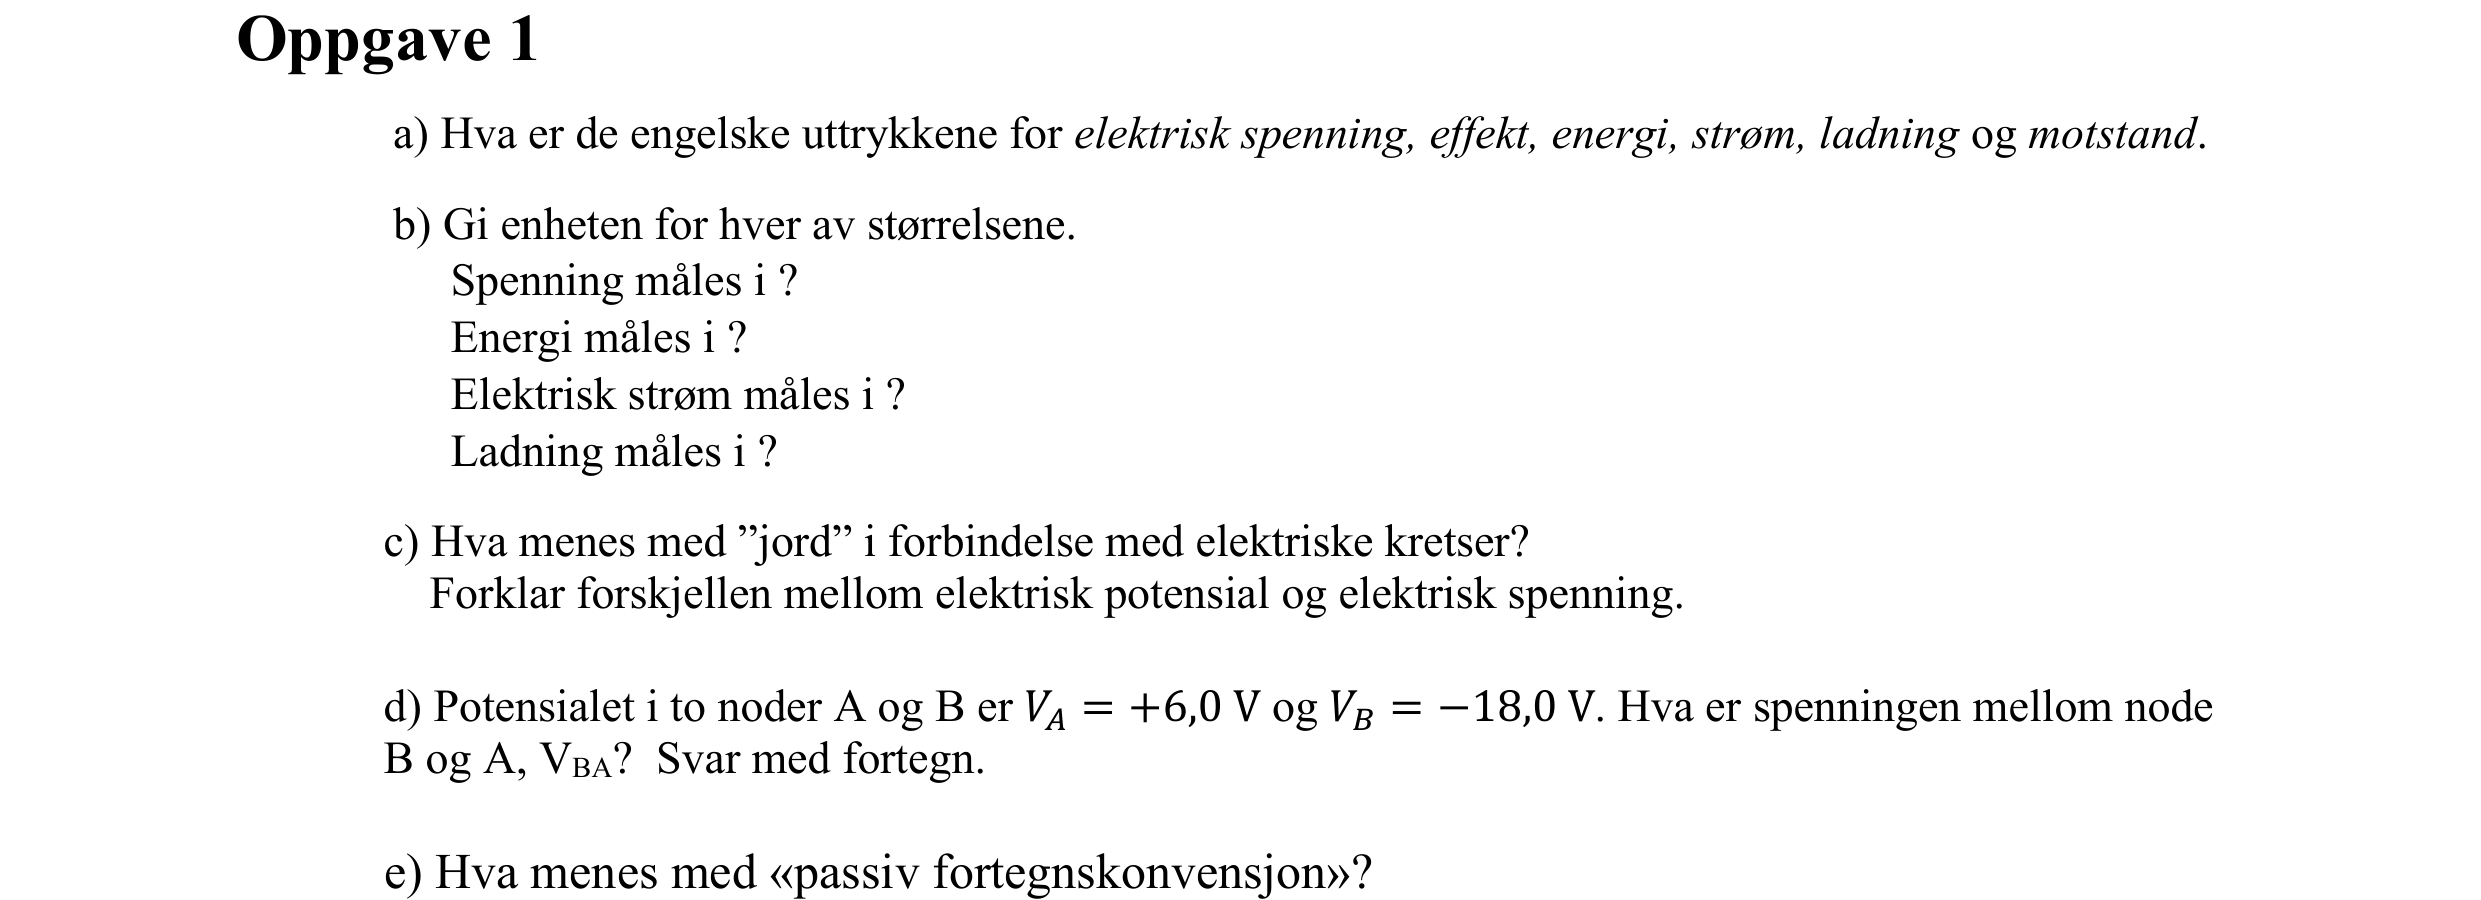 Oppgave 1
a) Hva er de engelske uttrykkene for elektrisk spenning, effekt, energi, strøm, ladning og motstand.
b) Gi enheten for hver av størrelsene.
Spenning måles i ?
Energi måles i ?
Elektrisk strøm måles i ?
Ladning måles i ?
c) Hva menes med ”jord” i forbindelse med elektriske kretser?
Forklar forskjellen mellom elektrisk potensial og elektrisk spenning.
d) Potensialet i to noder A og B er V_A = +6,0 V og V_B = −18,0 V. Hva er spenningen mellom node
B og A, V_BA? Svar med fortegn.
e) Hva menes med «passiv fortegnskonvensjon»?